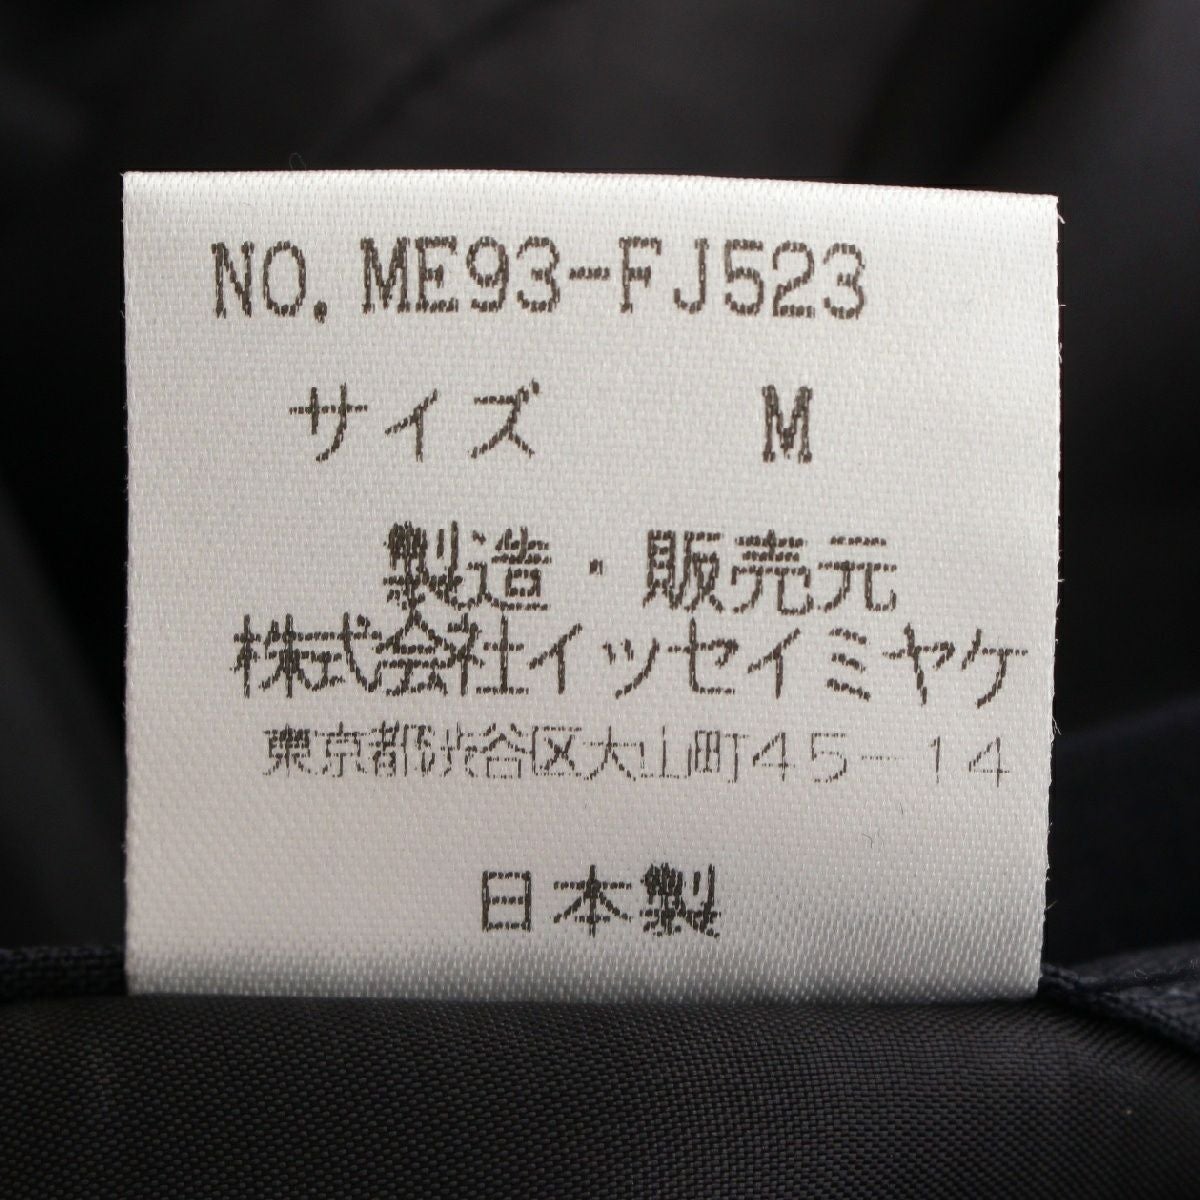 NO.ME93-FJ523
サイズ M
製造・販売元
株式会社イッセイミヤケ
東京都渋谷区大山町45-14
日本製